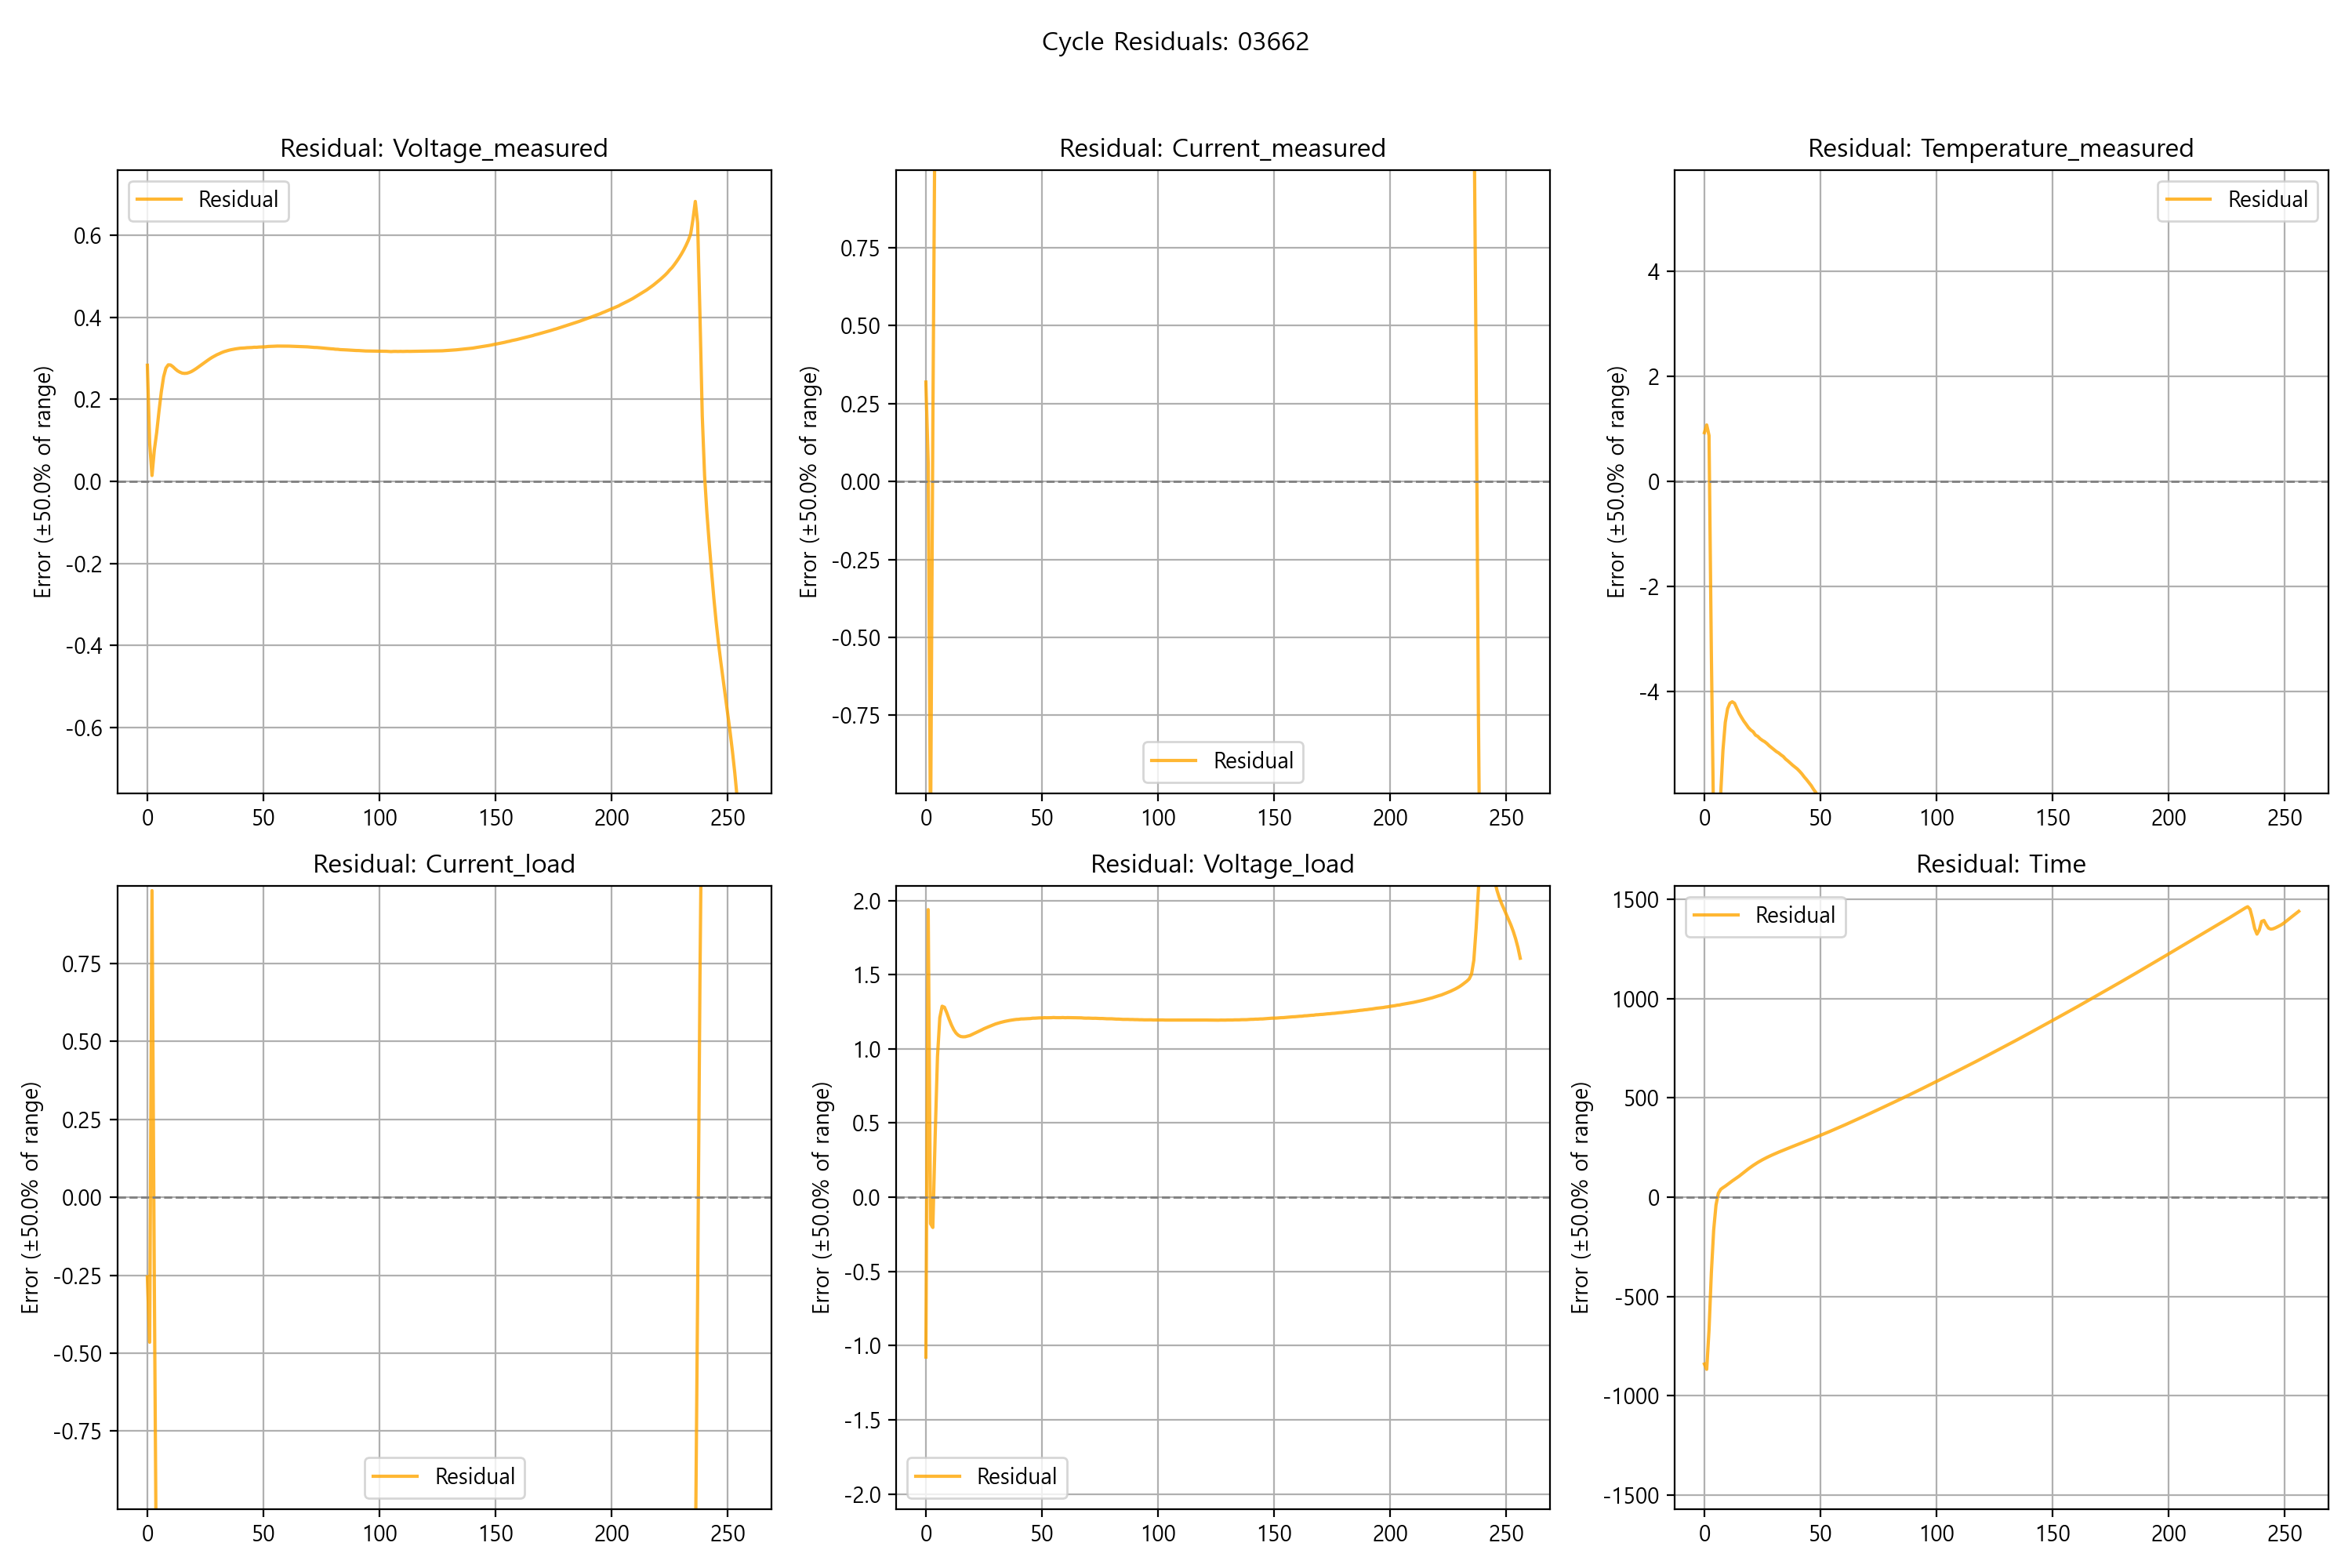 Cycle Residuals: 03662
Residual: Voltage_measured
Error (±50.0% of range)
0.6
0.4
0.2
0.0
-0.2
-0.4
-0.6
Residual
0 50 100 150 200 250
Residual: Current_measured
Error (±50.0% of range)
0.75
0.50
0.25
0.00
-0.25
-0.50
-0.75
Residual
0 50 100 150 200 250
Residual: Temperature_measured
Error (±50.0% of range)
4
2
0
-2
-4
Residual
0 50 100 150 200 250
Residual: Current_load
Error (±50.0% of range)
0.75
0.50
0.25
0.00
-0.25
-0.50
-0.75
Residual
0 50 100 150 200 250
Residual: Voltage_load
Error (±50.0% of range)
2.0
1.5
1.0
0.5
0.0
-0.5
-1.0
-1.5
-2.0
Residual
0 50 100 150 200 250
Residual: Time
Error (±50.0% of range)
1500
1000
500
0
-500
-1000
-1500
Residual
0 50 100 150 200 250